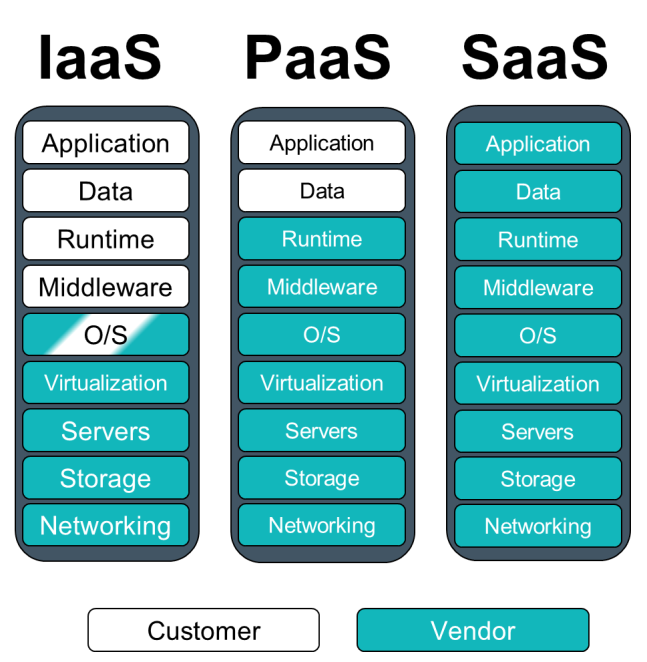 IaaS
Application
Data
Runtime
Middleware
O/S
Virtualization
Servers
Storage
Networking
PaaS
Application
Data
Runtime
Middleware
O/S
Virtualization
Servers
Storage
Networking
SaaS
Application
Data
Runtime
Middleware
O/S
Virtualization
Servers
Storage
Networking
Customer
Vendor